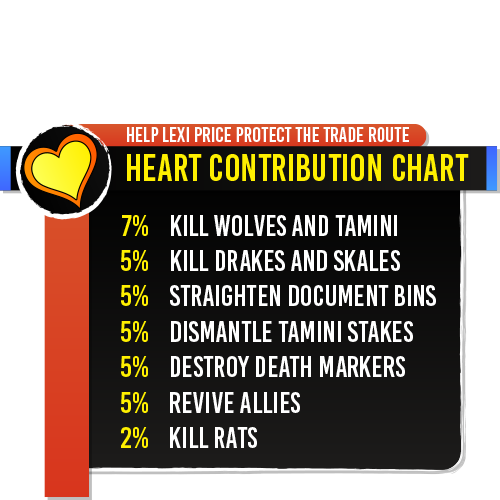 HELP LEXI PRICE PROTECT THE TRADE ROUTE
HEART CONTRIBUTION CHART
7% KILL WOLVES AND TAMINI
5% KILL DRAKES AND SKALES
5% STRAIGHTEN DOCUMENT BINS
5% DISMANTLE TAMINI STAKES
5% DESTROY DEATH MARKERS
5% REVIVE ALLIES
2% KILL RATS